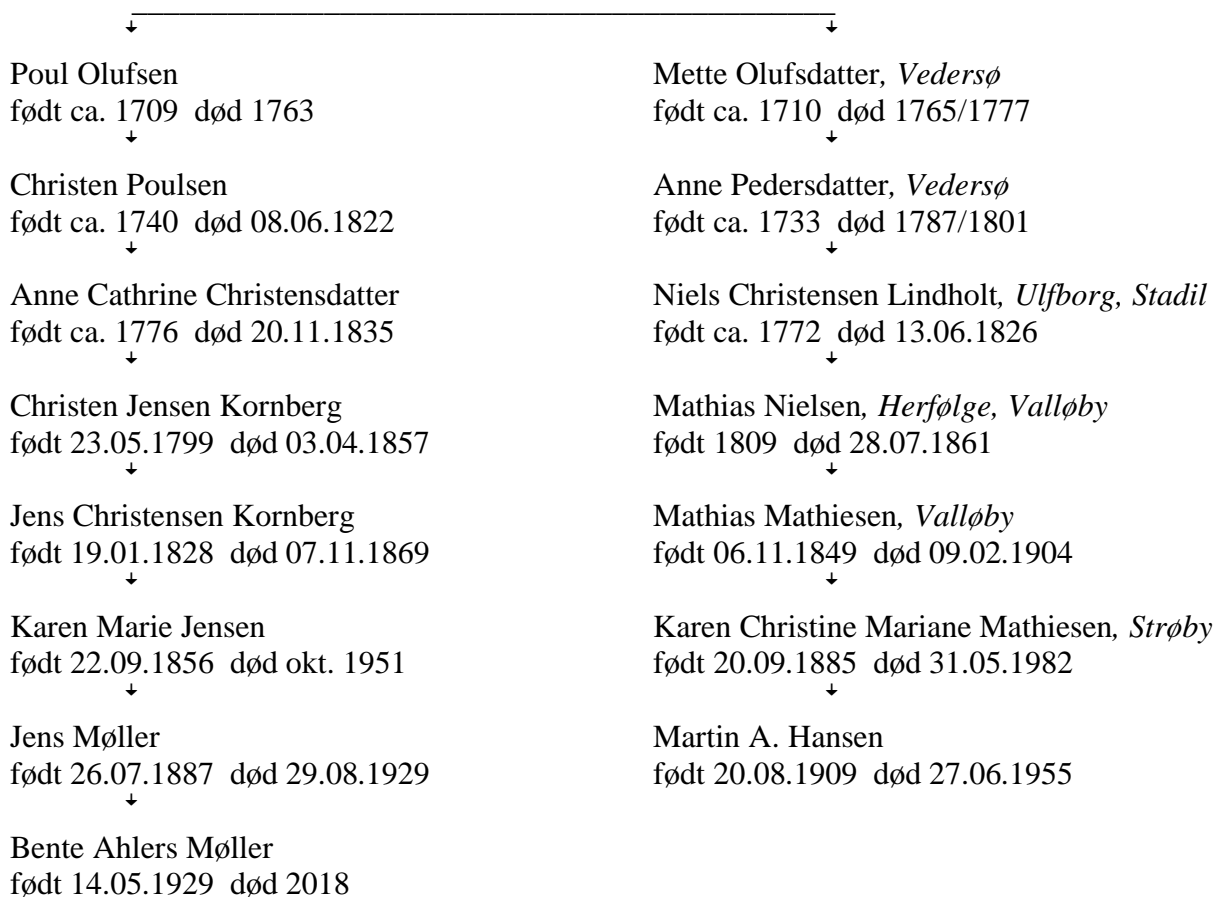 Poul Olufsen
født ca. 1709  død 1763
Christen Poulsen
født ca. 1740  død 08.06.1822
Anne Cathrine Christensdatter
født ca. 1776  død 20.11.1835
Christen Jensen Kornberg
født 23.05.1799  død 03.04.1857
Jens Christensen Kornberg
født 19.01.1828  død 07.11.1869
Karen Marie Jensen
født 22.09.1856  død okt. 1951
Jens Møller
født 26.07.1887  død 29.08.1929
Bente Ahlers Møller
født 14.05.1929  død 2018
Mette Olufsdatter, Vedersø
født ca. 1710  død 1765/1777
Anne Pedersdatter, Vedersø
født ca. 1733  død 1787/1801
Niels Christensen Lindholt, Ulfborg, Stadil
født ca. 1772  død 13.06.1826
Mathias Nielsen, Herfølge, Valløby
født 1809  død 28.07.1861
Mathias Mathiesen, Valløby
født 06.11.1849  død 09.02.1904
Karen Christine Mariane Mathiesen, Strøby
født 20.09.1885  død 31.05.1982
Martin A. Hansen
født 20.08.1909  død 27.06.1955